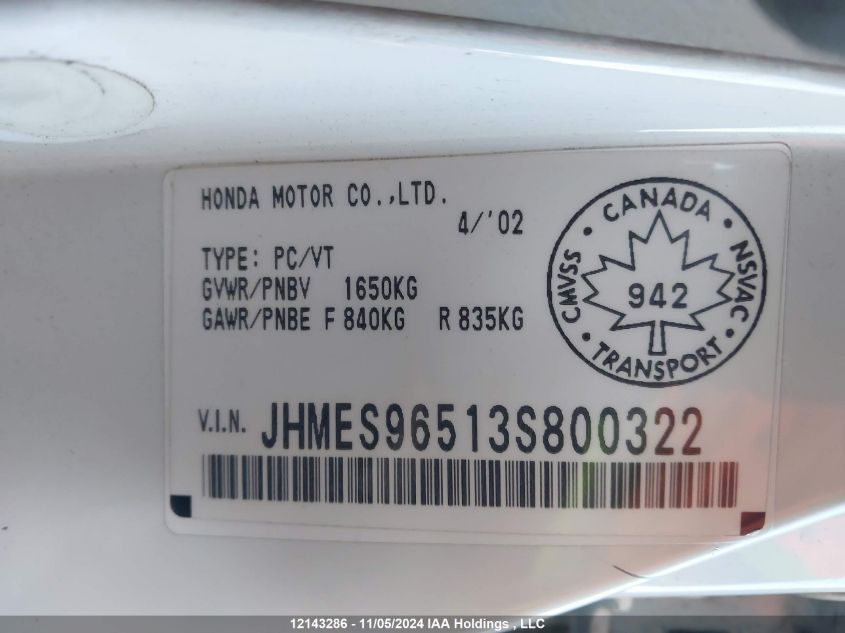 HONDA MOTOR CO.,LTD.
4/'02
TYPE: PC/VT
GVWR/PNBV 1650KG
GAWR/PNBE F 840KG R 835KG
CANADA
CMVSS
942
NSVAC
TRANSPORT
V.I.N. JHMES96513S800322
12143286 - 11/05/2024 IAA Holdings , LLC